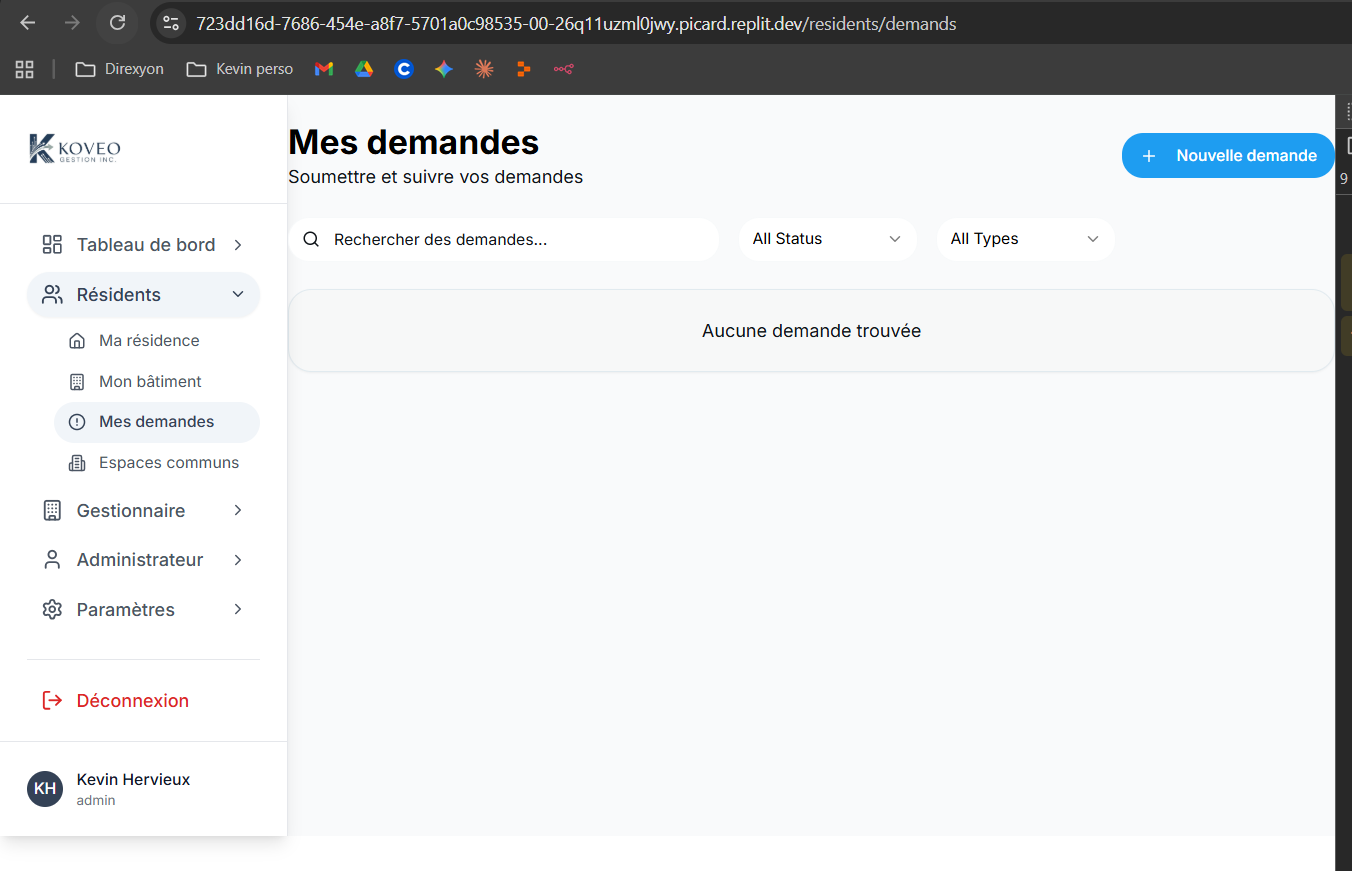 723dd16d-7686-454e-a8f7-5701a0c98535-00-26q11uzml0jwy.picard.replit.dev/residents/demands
Direxyon
Kevin perso
KOVEO
GESTION INC.
Tableau de bord
Résidents
Ma résidence
Mon bâtiment
Mes demandes
Espaces communs
Gestionnaire
Administrateur
Paramètres
Déconnexion
KH
Kevin Hervieux
admin
Mes demandes
Soumettre et suivre vos demandes
+ Nouvelle demande
Rechercher des demandes...
All Status
All Types
Aucune demande trouvée
9